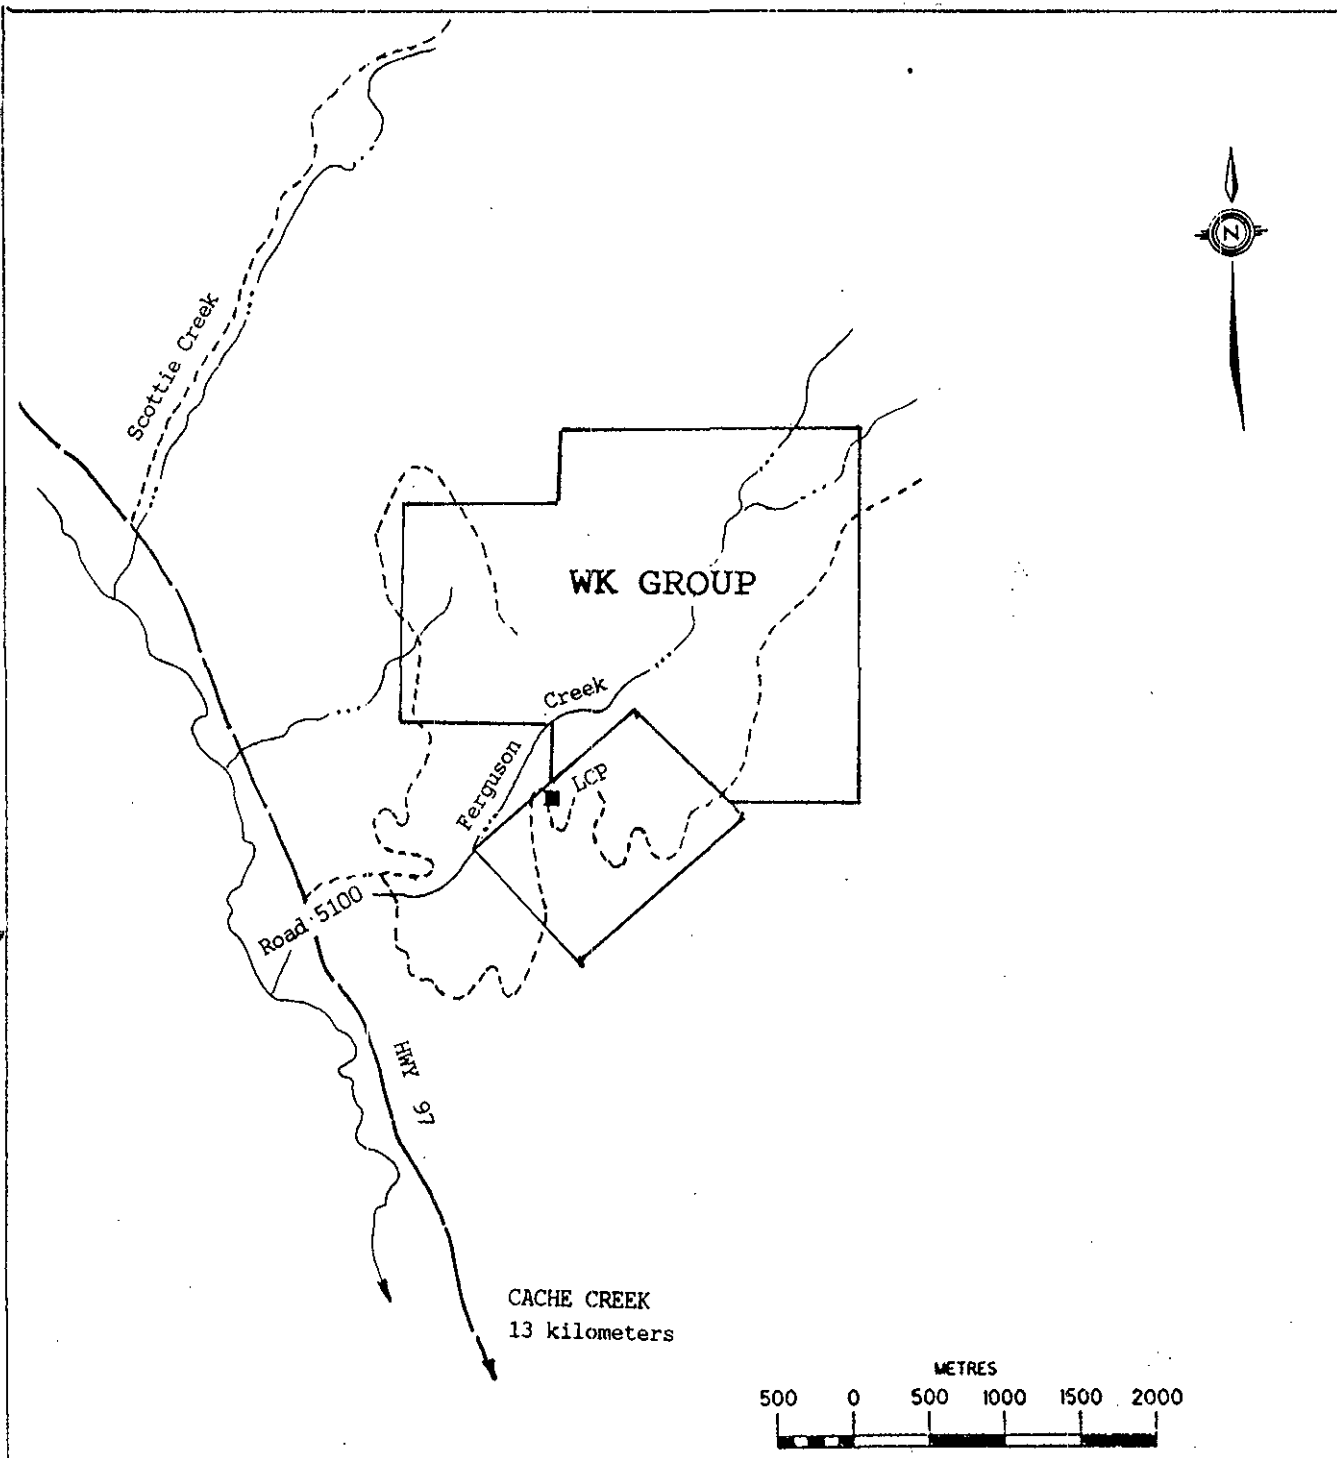 Scottie Creek
N
WK GROUP
Creek
Ferguson
LCP
Road 5100
HWY 97
CACHE CREEK
13 kilometers
METRES
500 0 500 1000 1500 2000